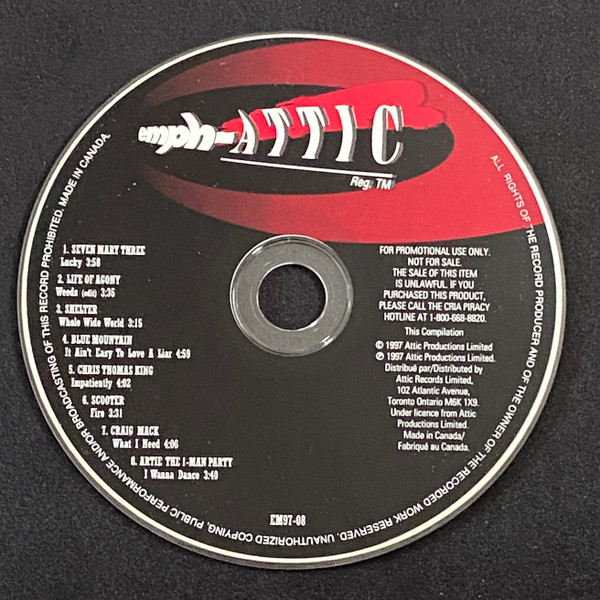 emph-ATTIC
Reg. TM
1. SEVEN MARY THREE
Lucky 3:58
2. LIFE OF AGONY
Weeds (edit) 3:35
3. SHELTER
Whole Wide World 3:15
4. BLUE MOUNTAIN
It Ain't Easy To Love A Liar 4:59
5. CHRIS THOMAS KING
Impatiently 4:02
6. SCOOTER
Fire 3:31
7. CRAIG MACK
What I Need 4:06
8. ARTIE THE 1-MAN PARTY
I Wanna Dance 3:40
FOR PROMOTIONAL USE ONLY.
NOT FOR SALE.
THE SALE OF THIS ITEM
IS UNLAWFUL. IF YOU
PURCHASED THIS PRODUCT,
PLEASE CALL THE CRIA PIRACY
HOTLINE AT 1-800-668-8820.
This Compilation
© 1997 Attic Productions Limited
℗ 1997 Attic Productions Limited.
Distribué par/Distributed by
Attic Records Limited,
102 Atlantic Avenue,
Toronto Ontario M6K 1X9.
Under licence from Attic
Productions Limited.
Made in Canada/
Fabriqué au Canada.
EM97-08
ALL RIGHTS OF THE RECORD PRODUCER AND OF THE OWNER OF THE RECORDED WORK RESERVED. UNAUTHORIZED COPYING, PUBLIC PERFORMANCE AND/OR BROADCASTING OF THIS RECORD PROHIBITED. MADE IN CANADA.